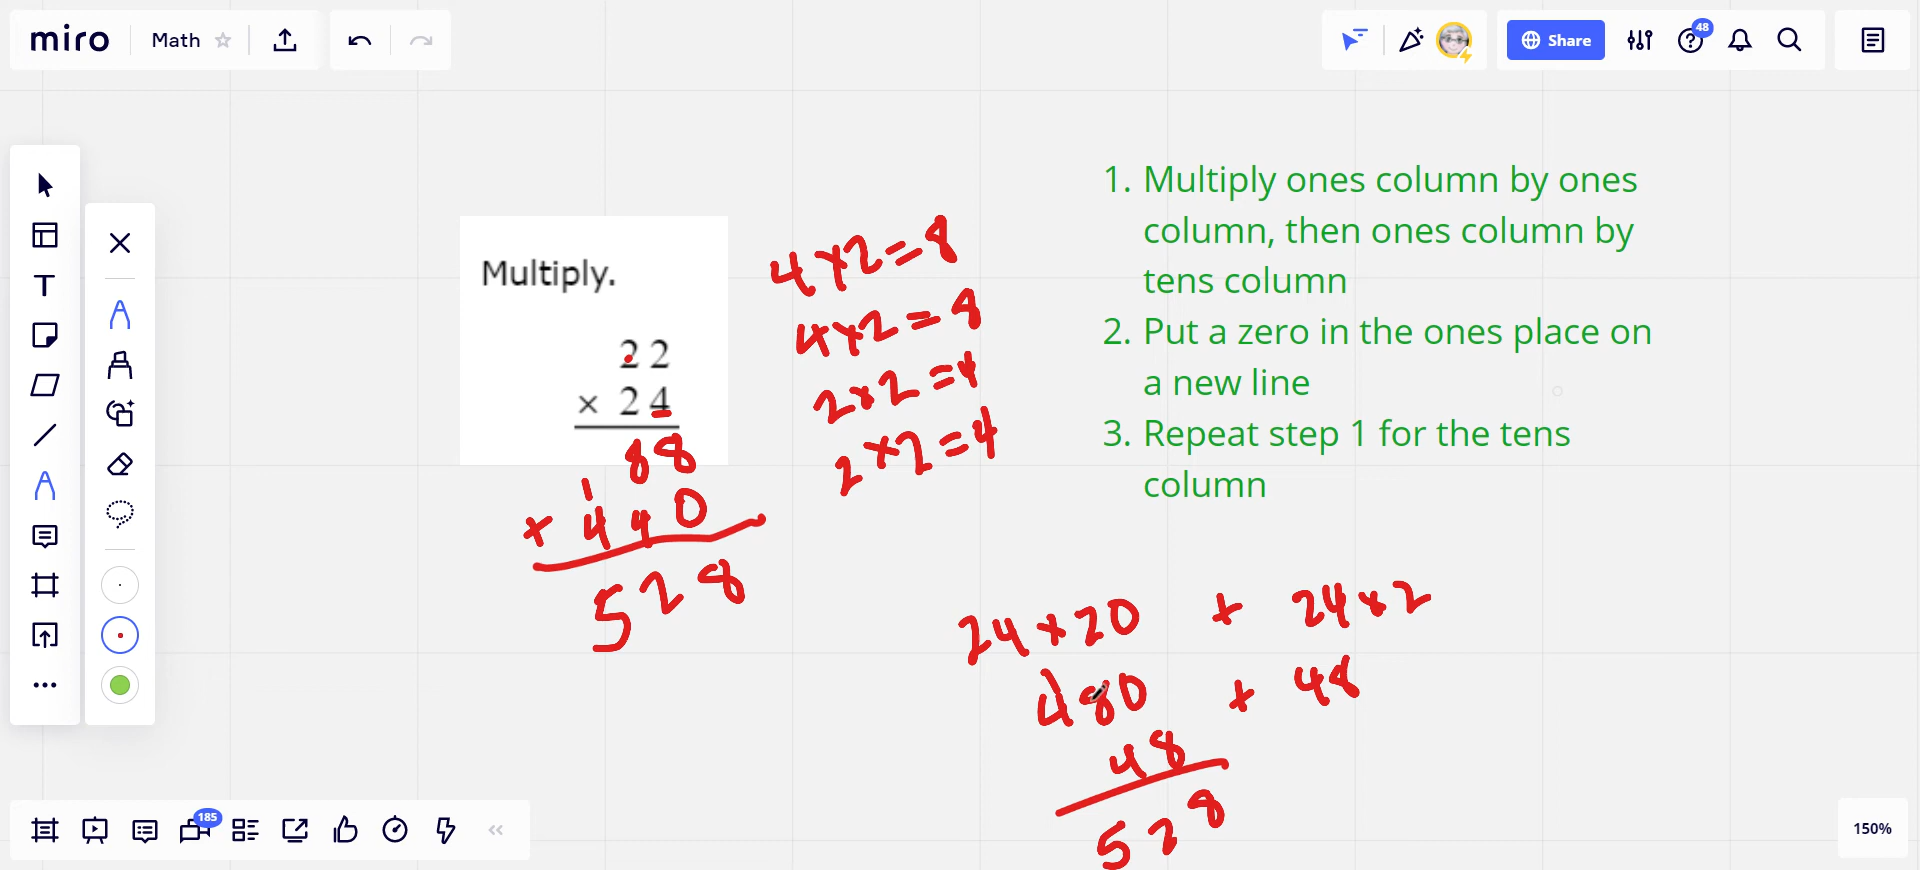 miro Math Share 48
Multiply.
22
× 24
88
1
+ 440
528
4×2=8
4×2=8
2×2=4
2×2=4
1. Multiply ones column by ones
column, then ones column by
tens column
2. Put a zero in the ones place on
a new line
3. Repeat step 1 for the tens
column
24×20 + 24×2
1
480 + 48
48
528
T
185
150%